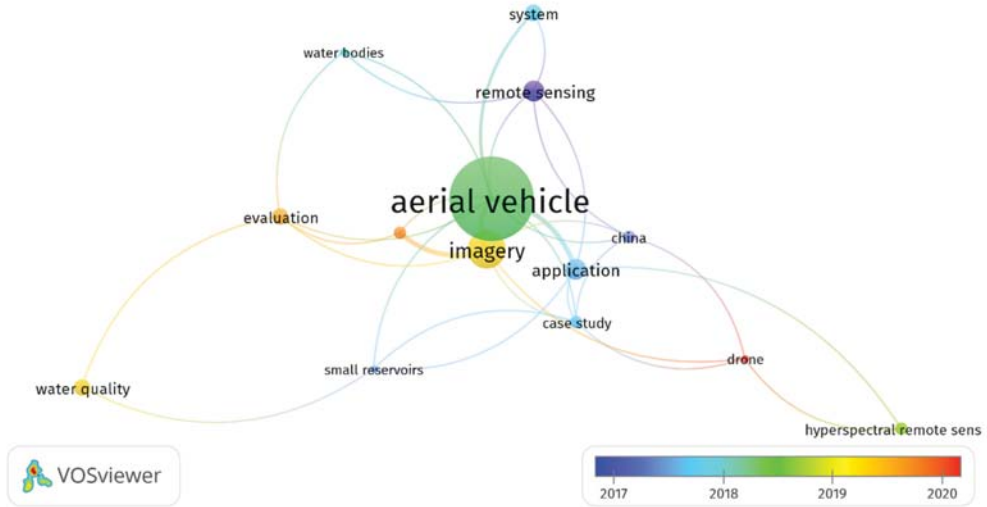 system
water bodies
remote sensing
aerial vehicle
evaluation
china
imagery
application
case study
drone
small reservoirs
water quality
hyperspectral remote sens
VOSviewer
2017 2018 2019 2020